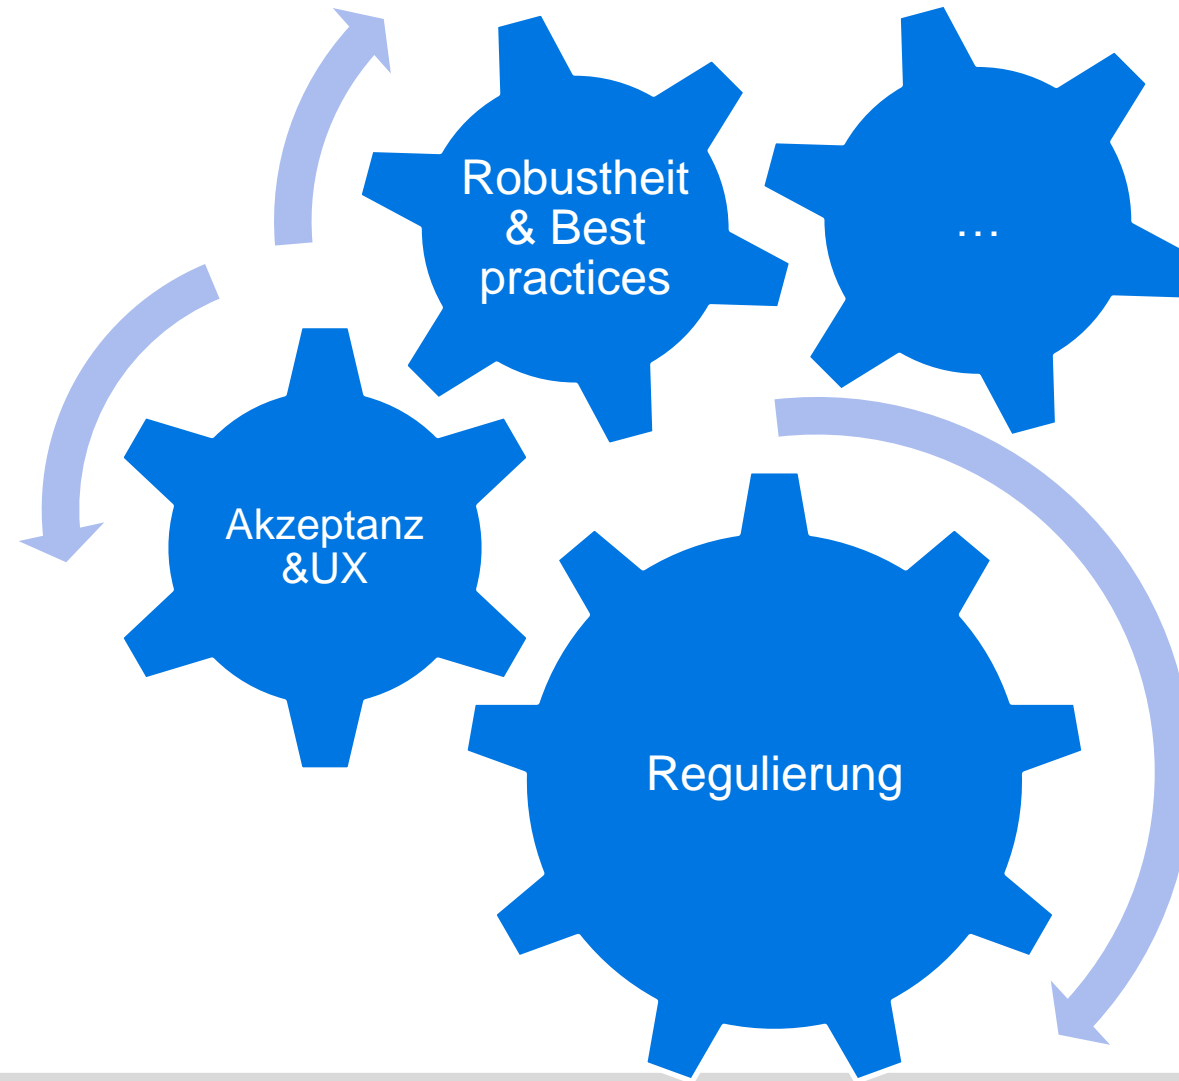 Robustheit
& Best
practices
...
Akzeptanz
&UX
Regulierung